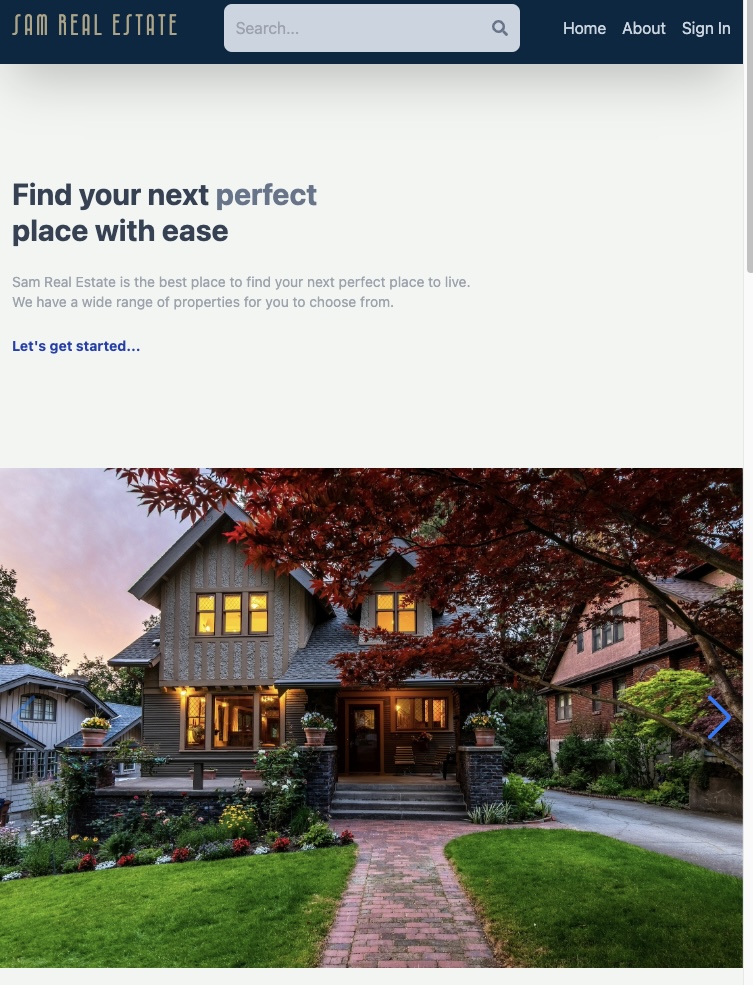 SAM REAL ESTATE
Search...
Home About Sign In
Find your next perfect
place with ease
Sam Real Estate is the best place to find your next perfect place to live.
We have a wide range of properties for you to choose from.
Let's get started...